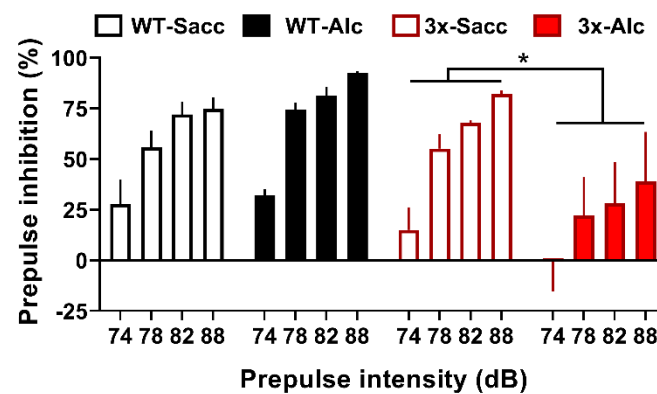 WT-Sacc WT-Alc 3x-Sacc 3x-Alc
Prepulse inhibition (%)
100
75
50
25
0
-25
*
74 78 82 88 74 78 82 88 74 78 82 88 74 78 82 88
Prepulse intensity (dB)